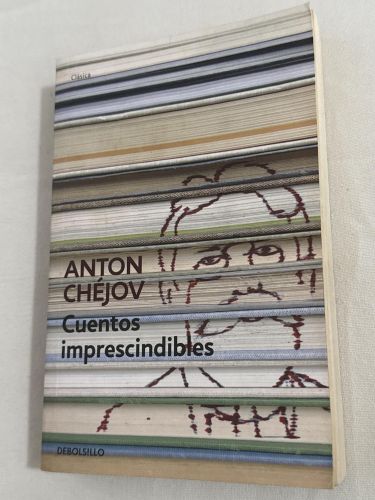 Clásica
ANTON
CHÉJOV
Cuentos
imprescindibles
DEBOLSILLO